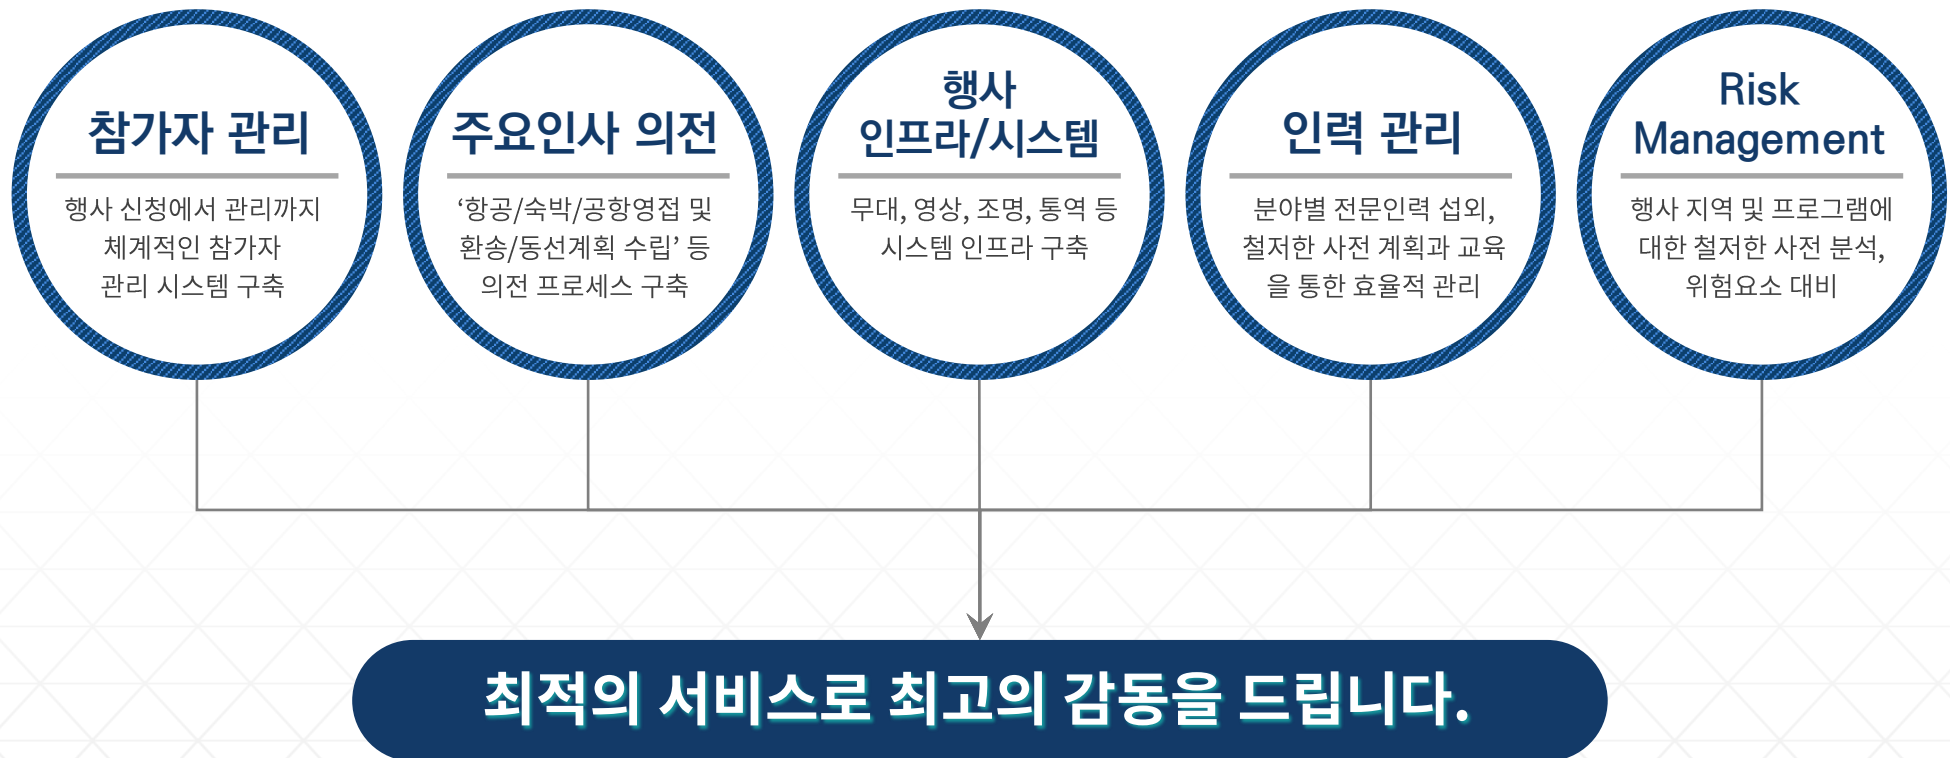 참가자 관리
행사 신청에서 관리까지
체계적인 참가자
관리 시스템 구축
주요인사 의전
‘항공/숙박/공항영접 및
환송/동선계획 수립’ 등
의전 프로세스 구축
행사
인프라/시스템
무대, 영상, 조명, 통역 등
시스템 인프라 구축
인력 관리
분야별 전문인력 섭외,
철저한 사전 계획과 교육
을 통한 효율적 관리
Risk
Management
행사 지역 및 프로그램에
대한 철저한 사전 분석,
위험요소 대비
최적의 서비스로 최고의 감동을 드립니다.